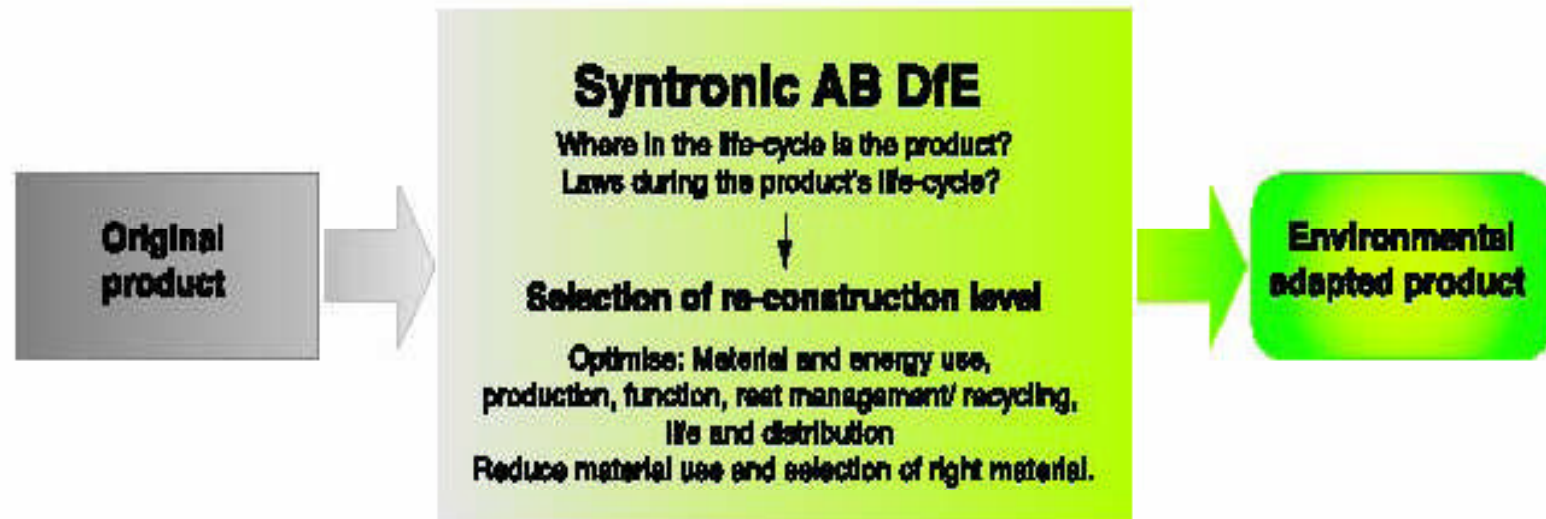 Original
product
Syntronic AB DfE
Where in the life-cycle is the product?
Laws during the product's life-cycle?
Selection of re-construction level
Optimise: Material and energy use,
production, function, rest management/ recycling,
life and distribution
Reduce material use and selection of right material.
Environmental
adapted product